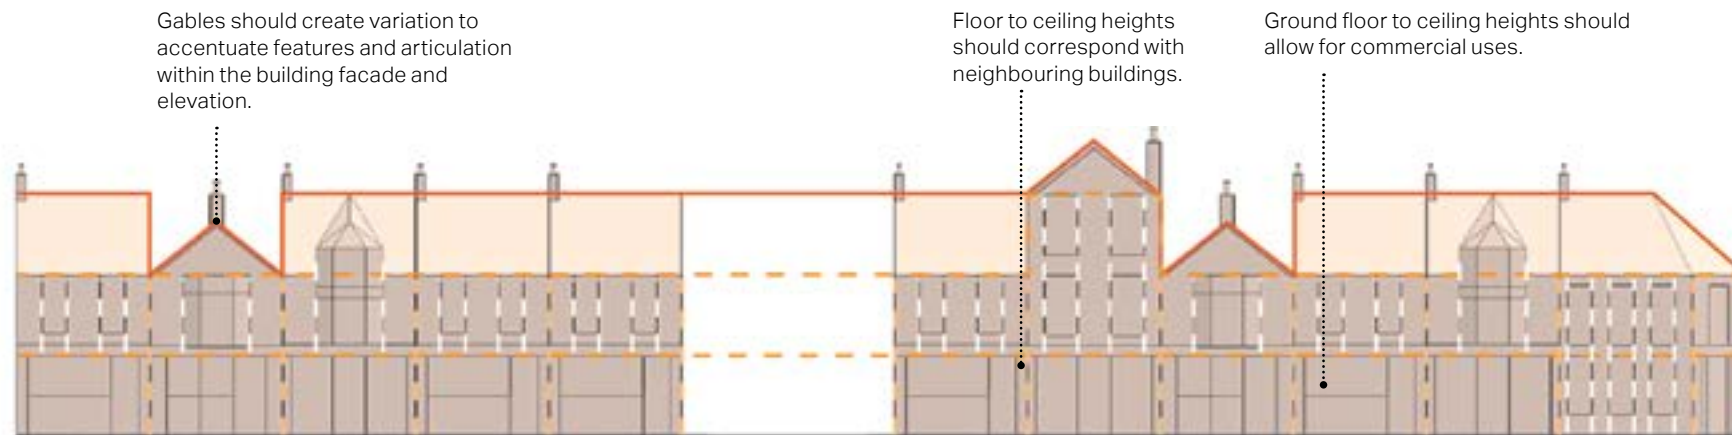 Gables should create variation to
accentuate features and articulation
within the building facade and
elevation.
Floor to ceiling heights
should correspond with
neighbouring buildings.
Ground floor to ceiling heights should
allow for commercial uses.